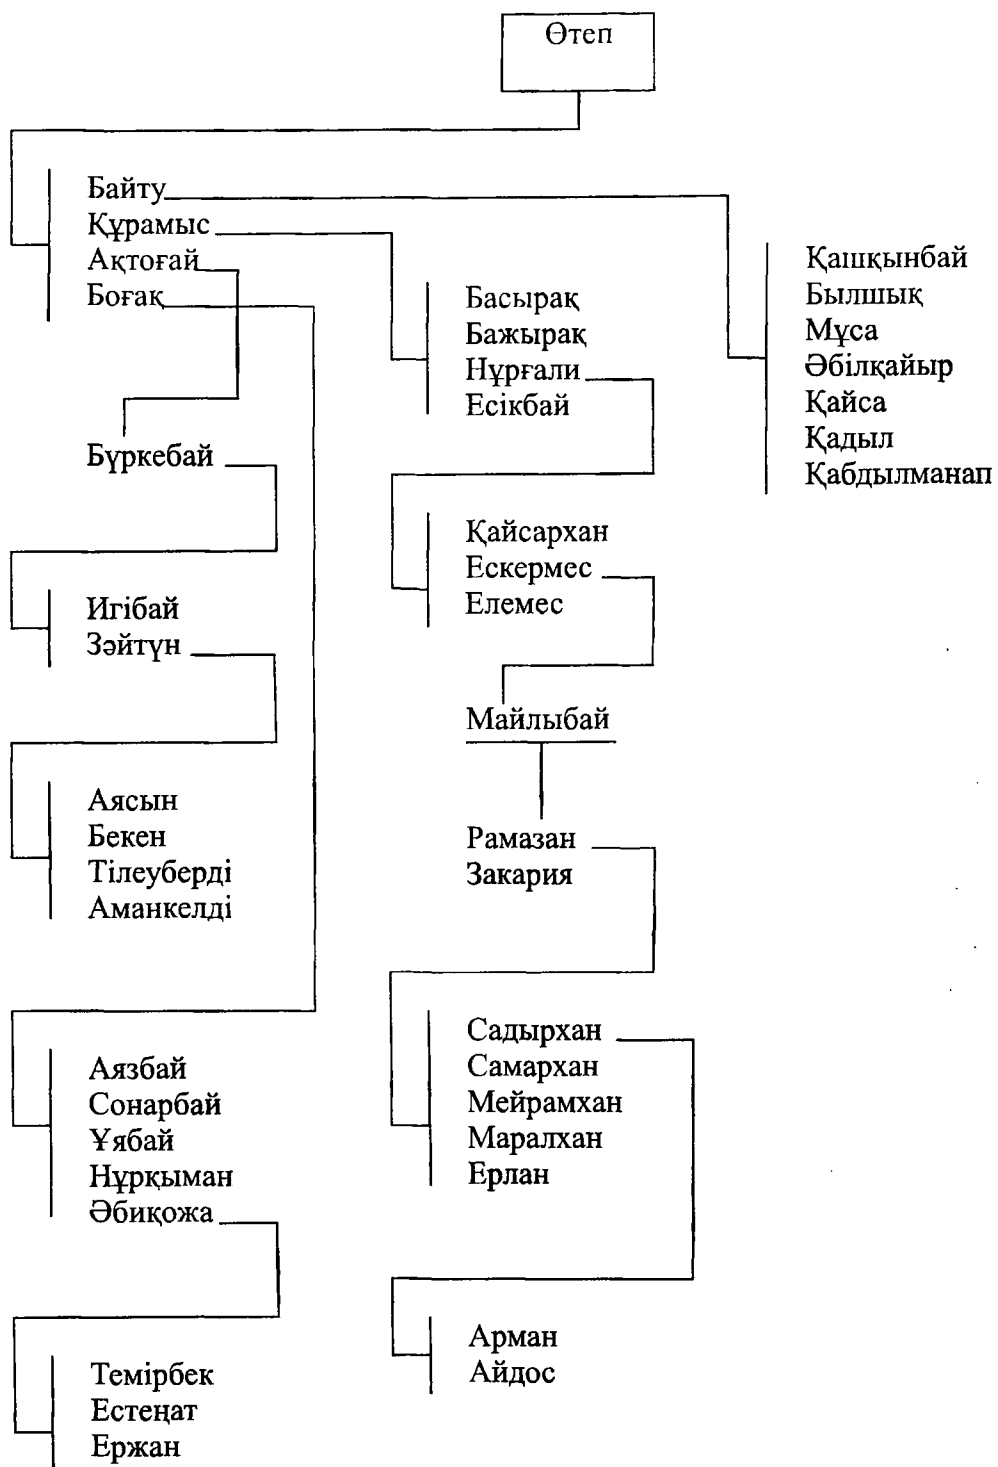 Өтеп
Байту
Құрамыс
Ақтоғай
Боғақ
Бүркебай
Игібай
Зәйтүн
Аясын
Бекен
Тілеуберді
Аманкелді
Аязбай
Сонарбай
Ұябай
Нұрқыман
Әбиқожа
Темірбек
Естеңат
Ержан
Басырақ
Бажырақ
Нұрғали
Есікбай
Қайсархан
Ескермес
Елемес
Майлыбай
Рамазан
Закария
Садырхан
Самархан
Мейрамхан
Маралхан
Ерлан
Арман
Айдос
Қашқынбай
Былшық
Мұса
Әбілқайыр
Қайса
Қадыл
Қабдылманап